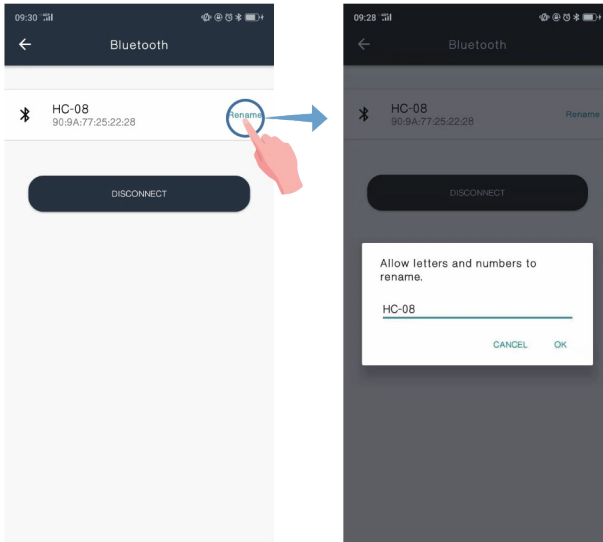 09:30
Bluetooth
HC-08
90:9A:77:25:22:28
Rename
DISCONNECT
09:28
Bluetooth
HC-08
90:9A:77:25:22:28
Rename
DISCONNECT
Allow letters and numbers to
rename.
HC-08
CANCEL OK